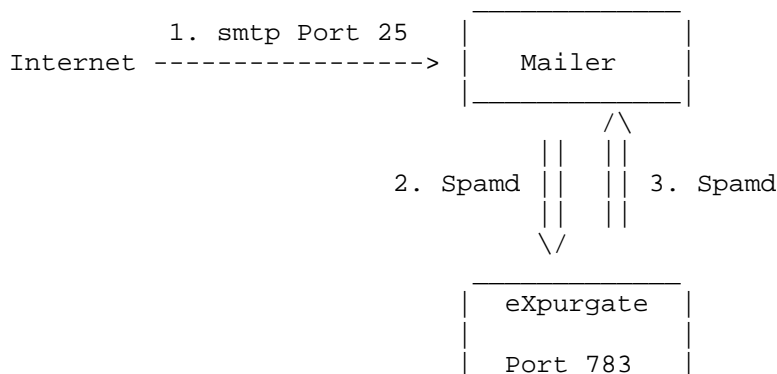 1. smtp Port 25
Internet -----------------> Mailer
2. Spamd 3. Spamd
eXpurgate
Port 783